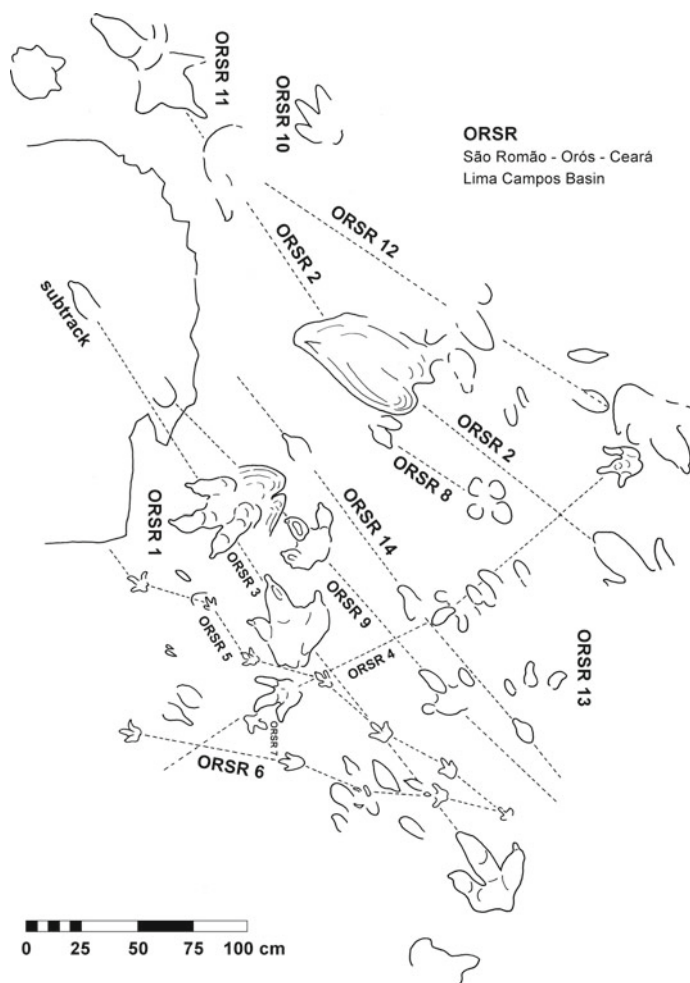 ORSR 11
ORSR 10
ORSR
São Romão - Orós - Ceará
Lima Campos Basin
ORSR 12
ORSR 2
subtrack
ORSR 2
ORSR 8
ORSR 1
ORSR 14
ORSR 3
ORSR 9
ORSR 5
ORSR 4
ORSR 13
ORSR 7
ORSR 6
0 25 50 75 100 cm